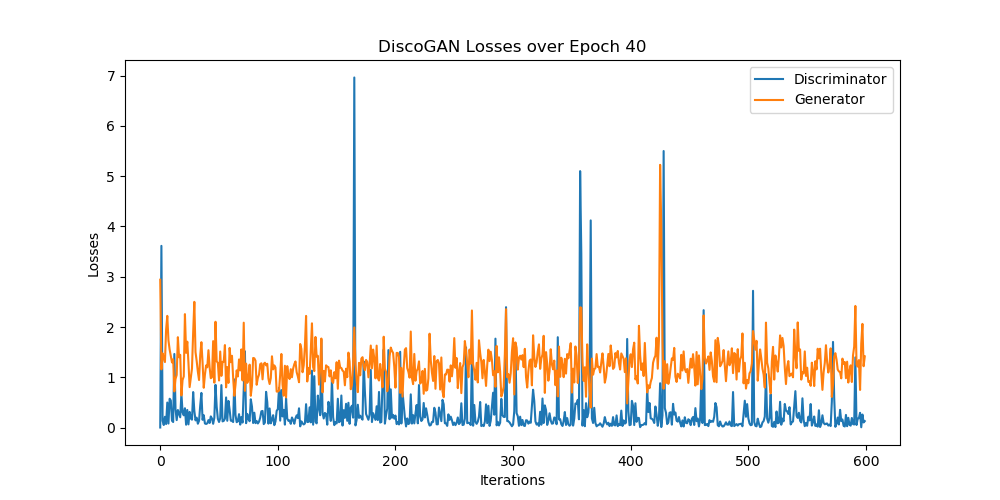 DiscoGAN Losses over Epoch 40
Discriminator
Generator
7
6
5
4
3
2
1
0
Losses
0 100 200 300 400 500 600
Iterations